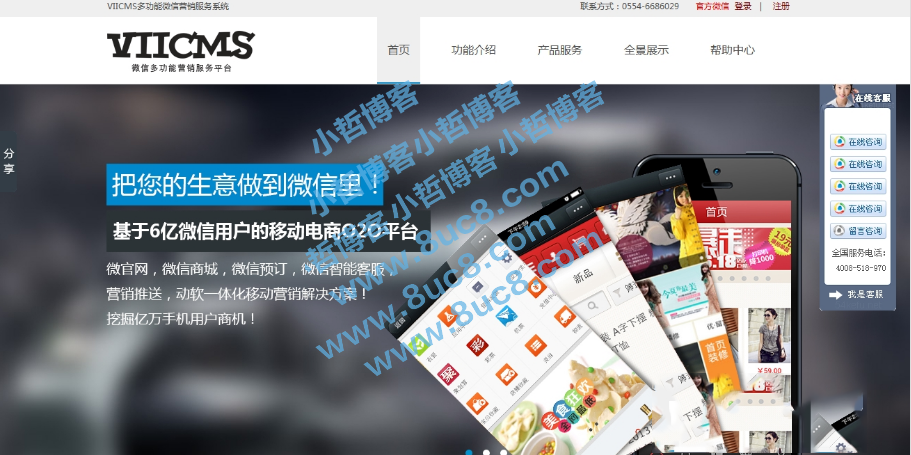 VIICMS多功能微信营销服务系统
联系方式：0554-6686029 官方微信 登录 | 注册
VIICMS
微信多功能营销服务平台
首页 功能介绍 产品服务 全景展示 帮助中心
分享
把您的生意做到微信里！
基于6亿微信用户的移动电商O2O平台
微官网，微信商城，微信预订，微信智能客服，
营销推送，动软一体化移动营销解决方案！
挖掘亿万手机用户商机！
小哲博客
小哲博客小哲博客
哲博客小哲博客小哲博客
www.8uc8.com
www.8uc8.com
在线客服
在线咨询
在线咨询
在线咨询
在线咨询
留言咨询
全国服务电话：
4006-518-970
我是客服
首页
新品
首页
装修
￥59.00